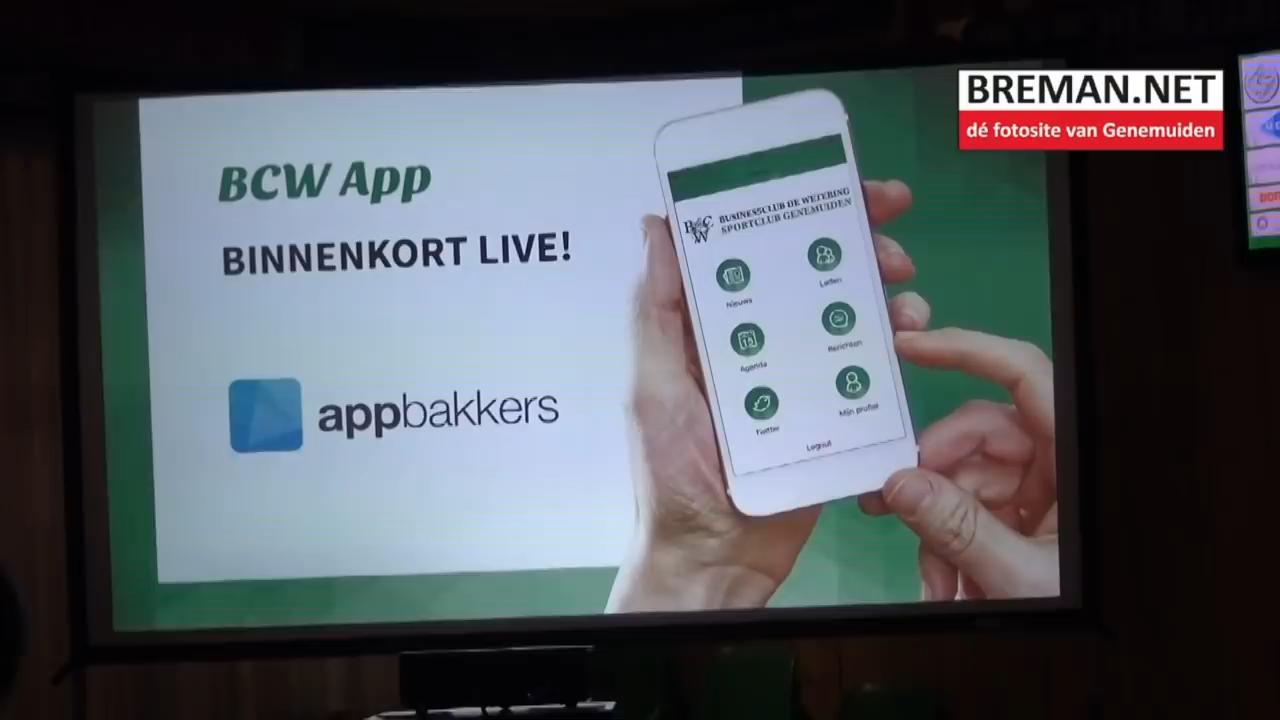 BREMAN.NET
dé fotosite van Genemuiden
BCW App
BINNENKORT LIVE!
appbakkers
BUSINESSCLUB DE WETERING
SPORTCLUB GENEMUIDEN
Nieuws
Leden
Agenda
Berichten
Twitter
Mijn profiel
Logout